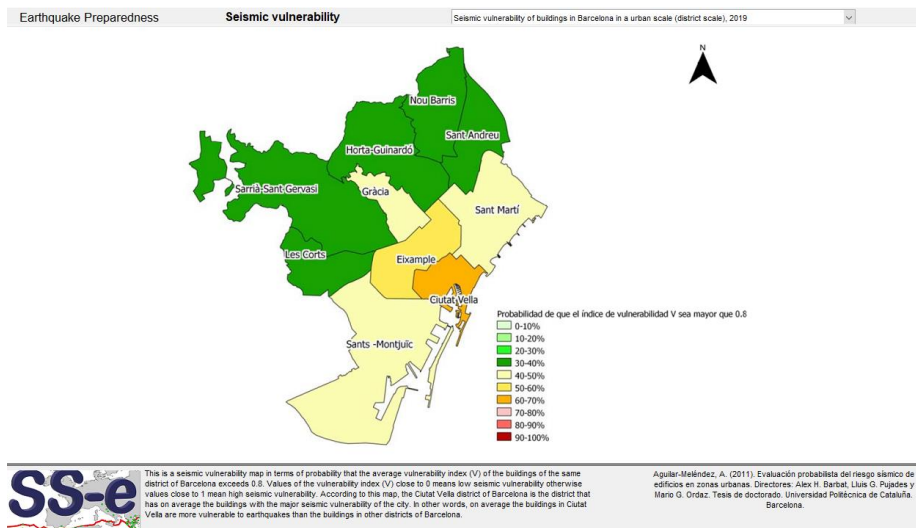 Earthquake Preparedness
Seismic vulnerability
Seismic vulnerability of buildings in Barcelona in a urban scale (district scale), 2019
N
Nou Barris
Sant Andreu
Horta-Guinardó
Sarrià-Sant Gervasi
Gràcia
Sant Martí
Les Corts
Eixample
Ciutat Vella
Sants -Montjuïc
Probabilidad de que el índice de vulnerabilidad V sea mayor que 0.8
0-10%
10-20%
20-30%
30-40%
40-50%
50-60%
60-70%
70-80%
80-90%
90-100%
SS-e
This is a seismic vulnerability map in terms of probability that the average vulnerability index (V) of the buildings of the same
district of Barcelona exceeds 0.8. Values of the vulnerability index (V) close to 0 means low seismic vulnerability otherwise
values close to 1 mean high seismic vulnerability. According to this map, the Ciutat Vella district of Barcelona is the district that
has on average the buildings with the major seismic vulnerability of the city. In other words, on average the buildings in Ciutat
Vella are more vulnerable to earthquakes than the buildings in other districts of Barcelona.
Aguilar-Meléndez, A. (2011). Evaluación probabilista del riesgo sísmico de
edificios en zonas urbanas. Directores: Alex H. Barbat, Lluis G. Pujades y
Mario G. Ordaz. Tesis de doctorado. Universidad Politécnica de Cataluña.
Barcelona.